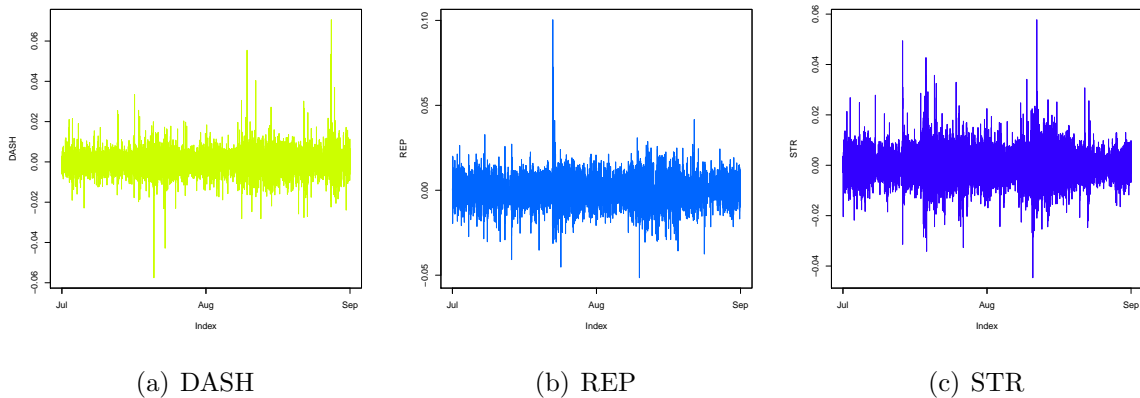 DASH
0.06
0.04
0.02
0.00
−0.02
−0.04
−0.06
Jul
Aug
Sep
Index
REP
0.10
0.05
0.00
−0.05
Jul
Aug
Sep
Index
STR
0.06
0.04
0.02
0.00
−0.02
−0.04
Jul
Aug
Sep
Index
(a) DASH
(b) REP
(c) STR